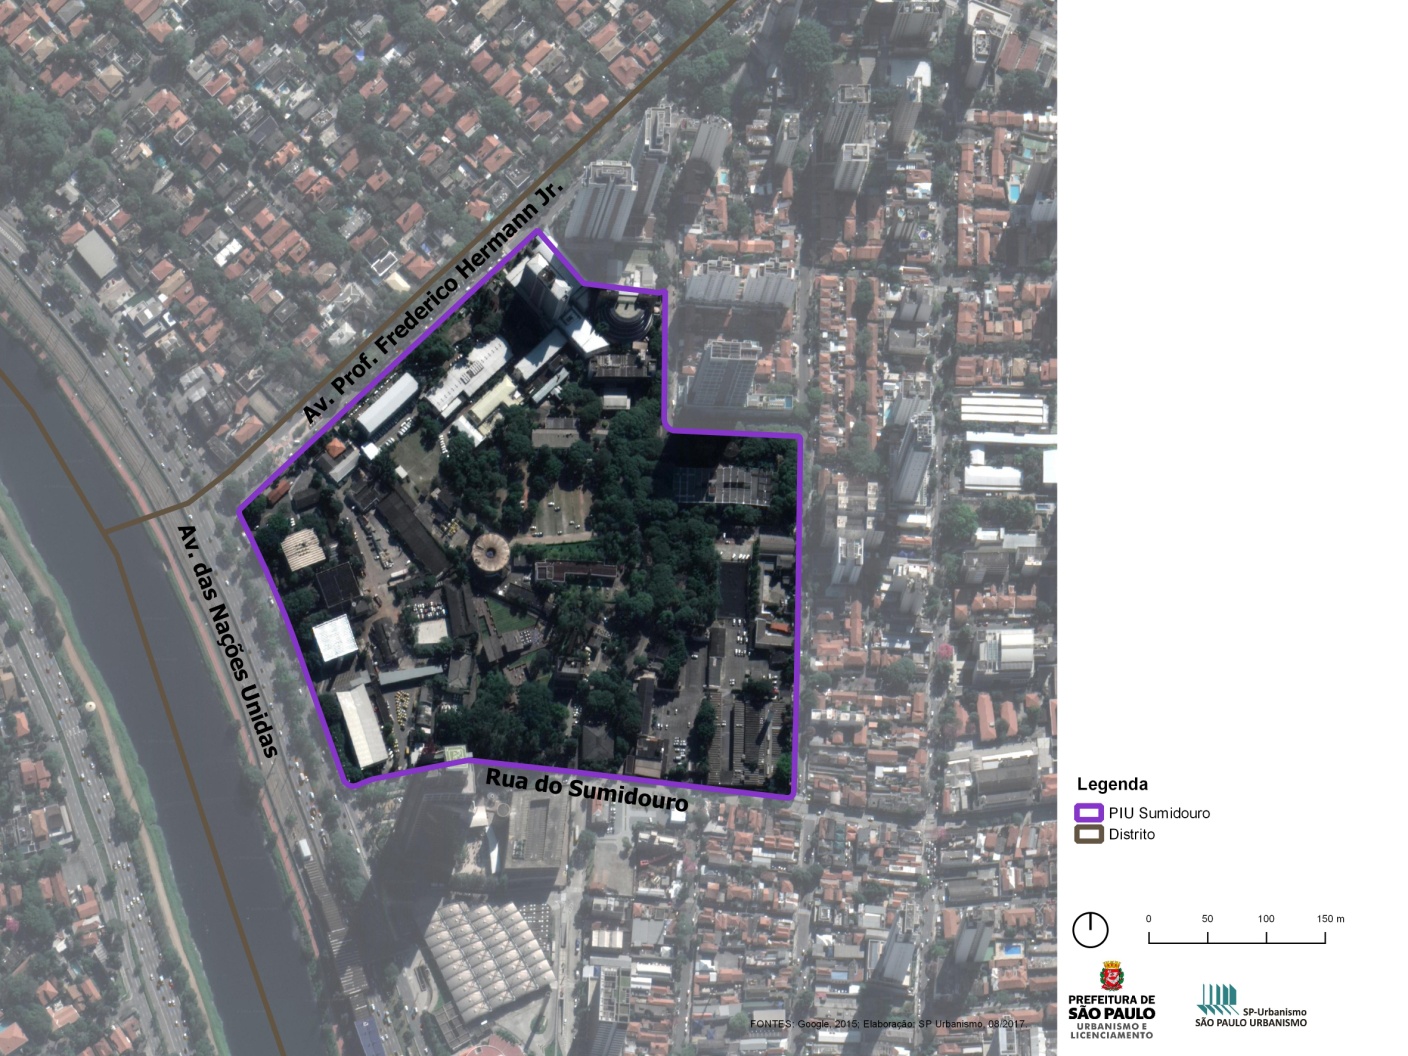 Av. Prof. Frederico Hermann Jr.
Av. das Nações Unidas
Rua do Sumidouro
Legenda
PIU Sumidouro
Distrito
0 50 100 150 m
PREFEITURA DE
SÃO PAULO
URBANISMO E
LICENCIAMENTO
SP-Urbanismo
SÃO PAULO URBANISMO
FONTES: Google, 2015; Elaboração: SP Urbanismo, 08/2017.